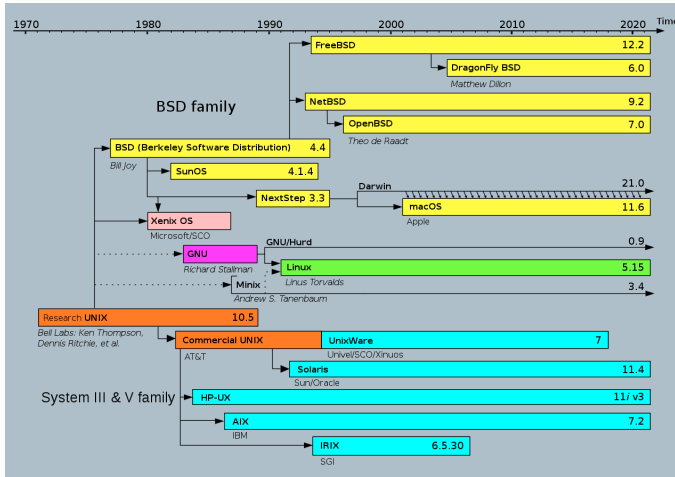 1970 1980 1990 2000 2010 2020 Time
FreeBSD 12.2
DragonFly BSD 6.0
Matthew Dillon
BSD family
NetBSD 9.2
OpenBSD 7.0
Theo de Raadt
BSD (Berkeley Software Distribution) 4.4
Bill Joy
SunOS 4.1.4
Darwin 21.0
NextStep 3.3
macOS 11.6
Apple
Xenix OS
Microsoft/SCO
GNU/Hurd 0.9
GNU
Richard Stallman
Linux 5.15
Linus Torvalds
Minix 3.4
Andrew S. Tanenbaum
Research UNIX 10.5
Bell Labs: Ken Thompson,
Dennis Ritchie, et al.
Commercial UNIX
AT&T
UnixWare 7
Univel/SCO/Xinuos
Solaris 11.4
Sun/Oracle
System III & V family
HP-UX 11i v3
AIX 7.2
IBM
IRIX 6.5.30
SGI